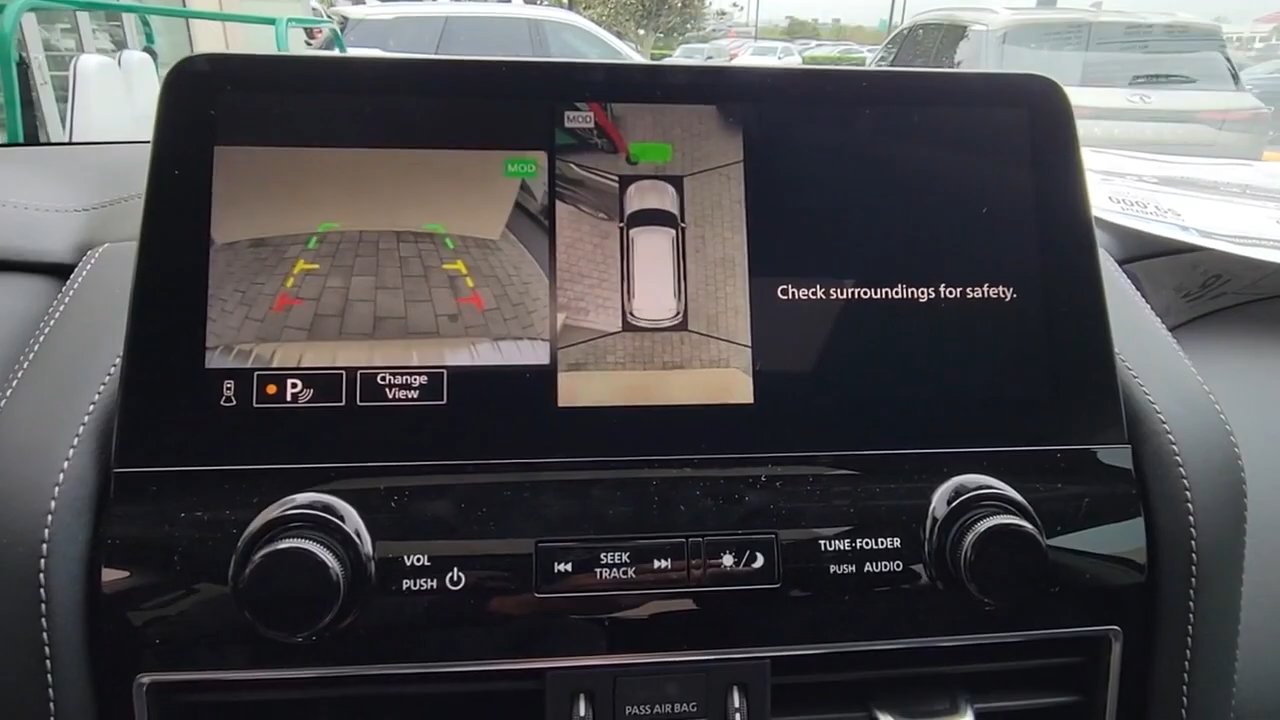 MOD
MOD
Check surroundings for safety.
P
Change
View
VOL
PUSH
SEEK
TRACK
TUNE·FOLDER
PUSH AUDIO
PASS AIR BAG